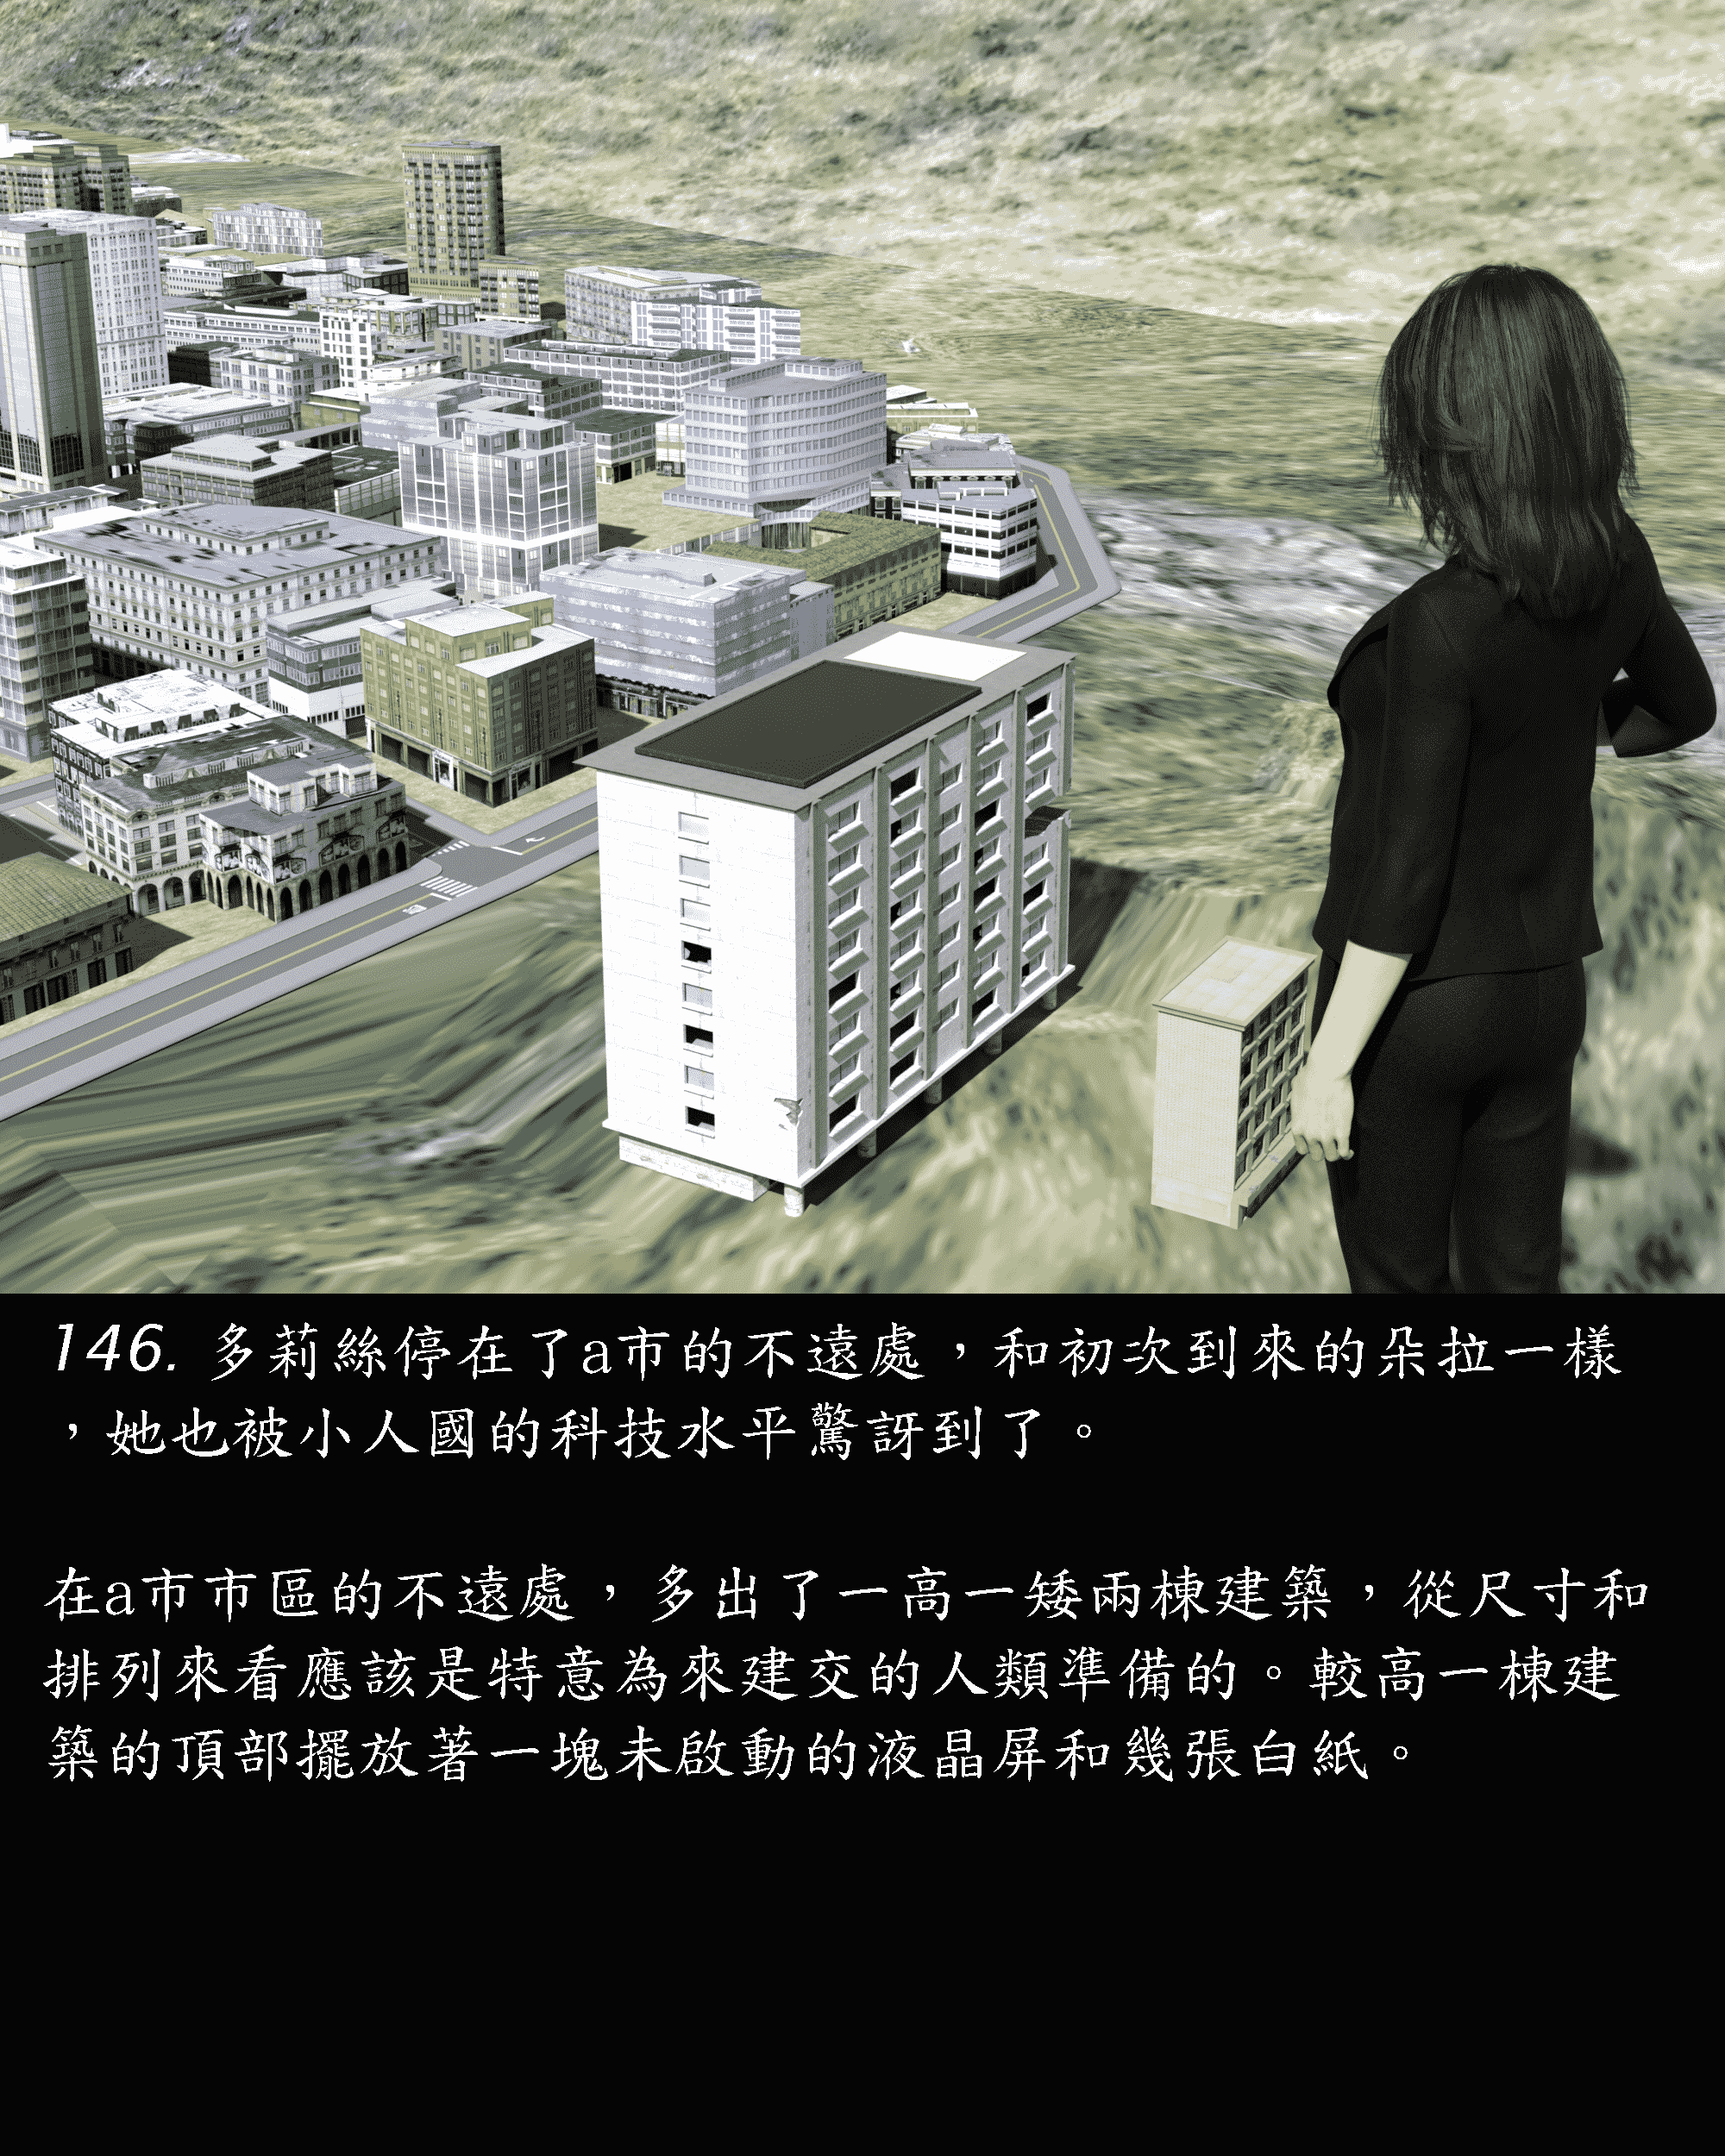 146. 多莉絲停在了a市的不遠處，和初次到來的朵拉一樣
，她也被小人國的科技水平驚訝到了。
在a市市區的不遠處，多出了一高一矮兩棟建築，從尺寸和
排列來看應該是特意為來建交的人類準備的。較高一棟建
築的頂部擺放著一塊未啟動的液晶屏和幾張白紙。